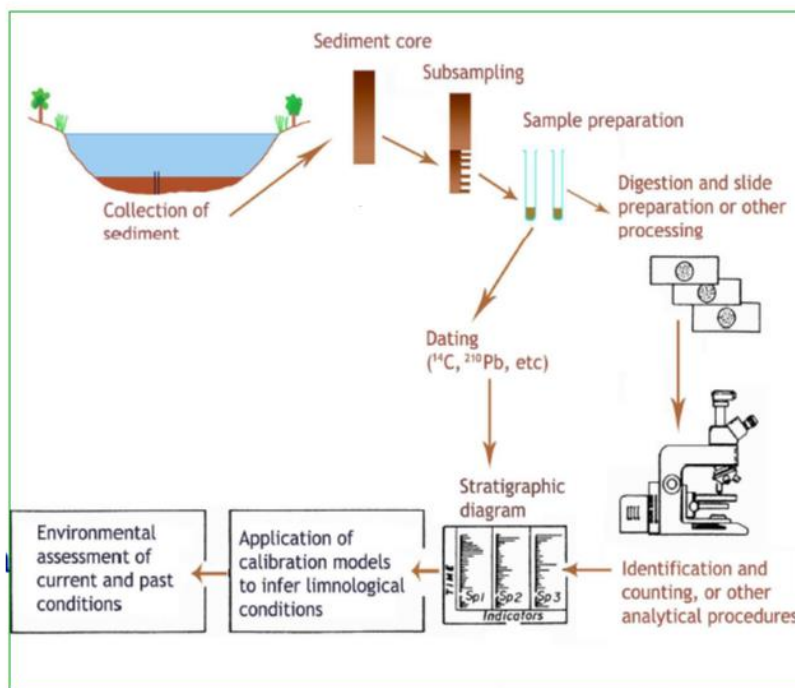 Sediment core
Subsampling
Sample preparation
Collection of
sediment
Digestion and slide
preparation or other
processing
Dating
(¹⁴C, ²¹⁰Pb, etc)
Stratigraphic
diagram
TIME
Sp1 Sp2 Sp3
Indicators
Identification and
counting, or other
analytical procedures
Application of
calibration models
to infer limnological
conditions
Environmental
assessment of
current and past
conditions